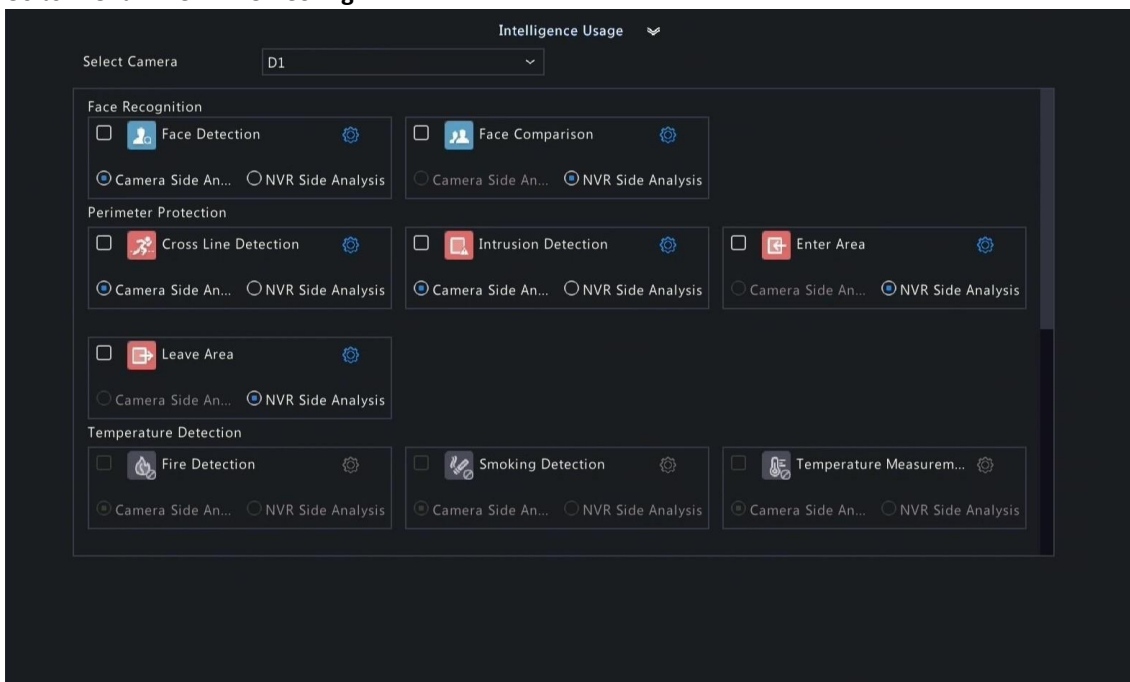 Intelligence Usage
Select Camera D1
Face Recognition
Face Detection Face Comparison
Camera Side An... NVR Side Analysis Camera Side An... NVR Side Analysis
Perimeter Protection
Cross Line Detection Intrusion Detection Enter Area
Camera Side An... NVR Side Analysis Camera Side An... NVR Side Analysis Camera Side An... NVR Side Analysis
Leave Area
Camera Side An... NVR Side Analysis
Temperature Detection
Fire Detection Smoking Detection Temperature Measurem...
Camera Side An... NVR Side Analysis Camera Side An... NVR Side Analysis Camera Side An... NVR Side Analysis